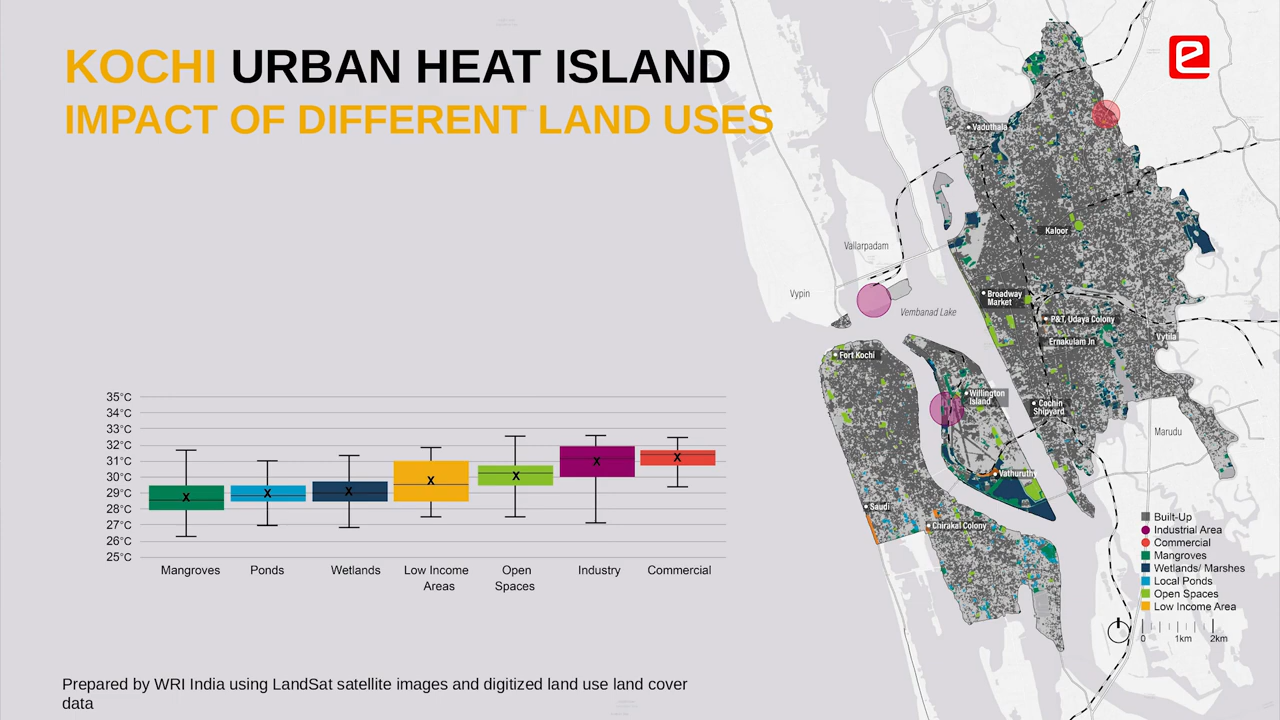 KOCHI URBAN HEAT ISLAND
IMPACT OF DIFFERENT LAND USES
e
Vaduthala
Kaloor
Vallarpadam
Vypin
Broadway
Market
Vembanad Lake
P&T, Udaya Colony
Ernakulam Jn
Vytila
Fort Kochi
Willington
Island
Cochin
Shipyard
Marudu
Vathuruthy
Saudi
Chirakal Colony
35°C
34°C
33°C
32°C
31°C
30°C
29°C
28°C
27°C
26°C
25°C
Mangroves
Ponds
Wetlands
Low Income
Areas
Open
Spaces
Industry
Commercial
Built-Up
Industrial Area
Commercial
Mangroves
Wetlands/ Marshes
Local Ponds
Open Spaces
Low Income Area
0 1km 2km
Prepared by WRI India using LandSat satellite images and digitized land use land cover
data